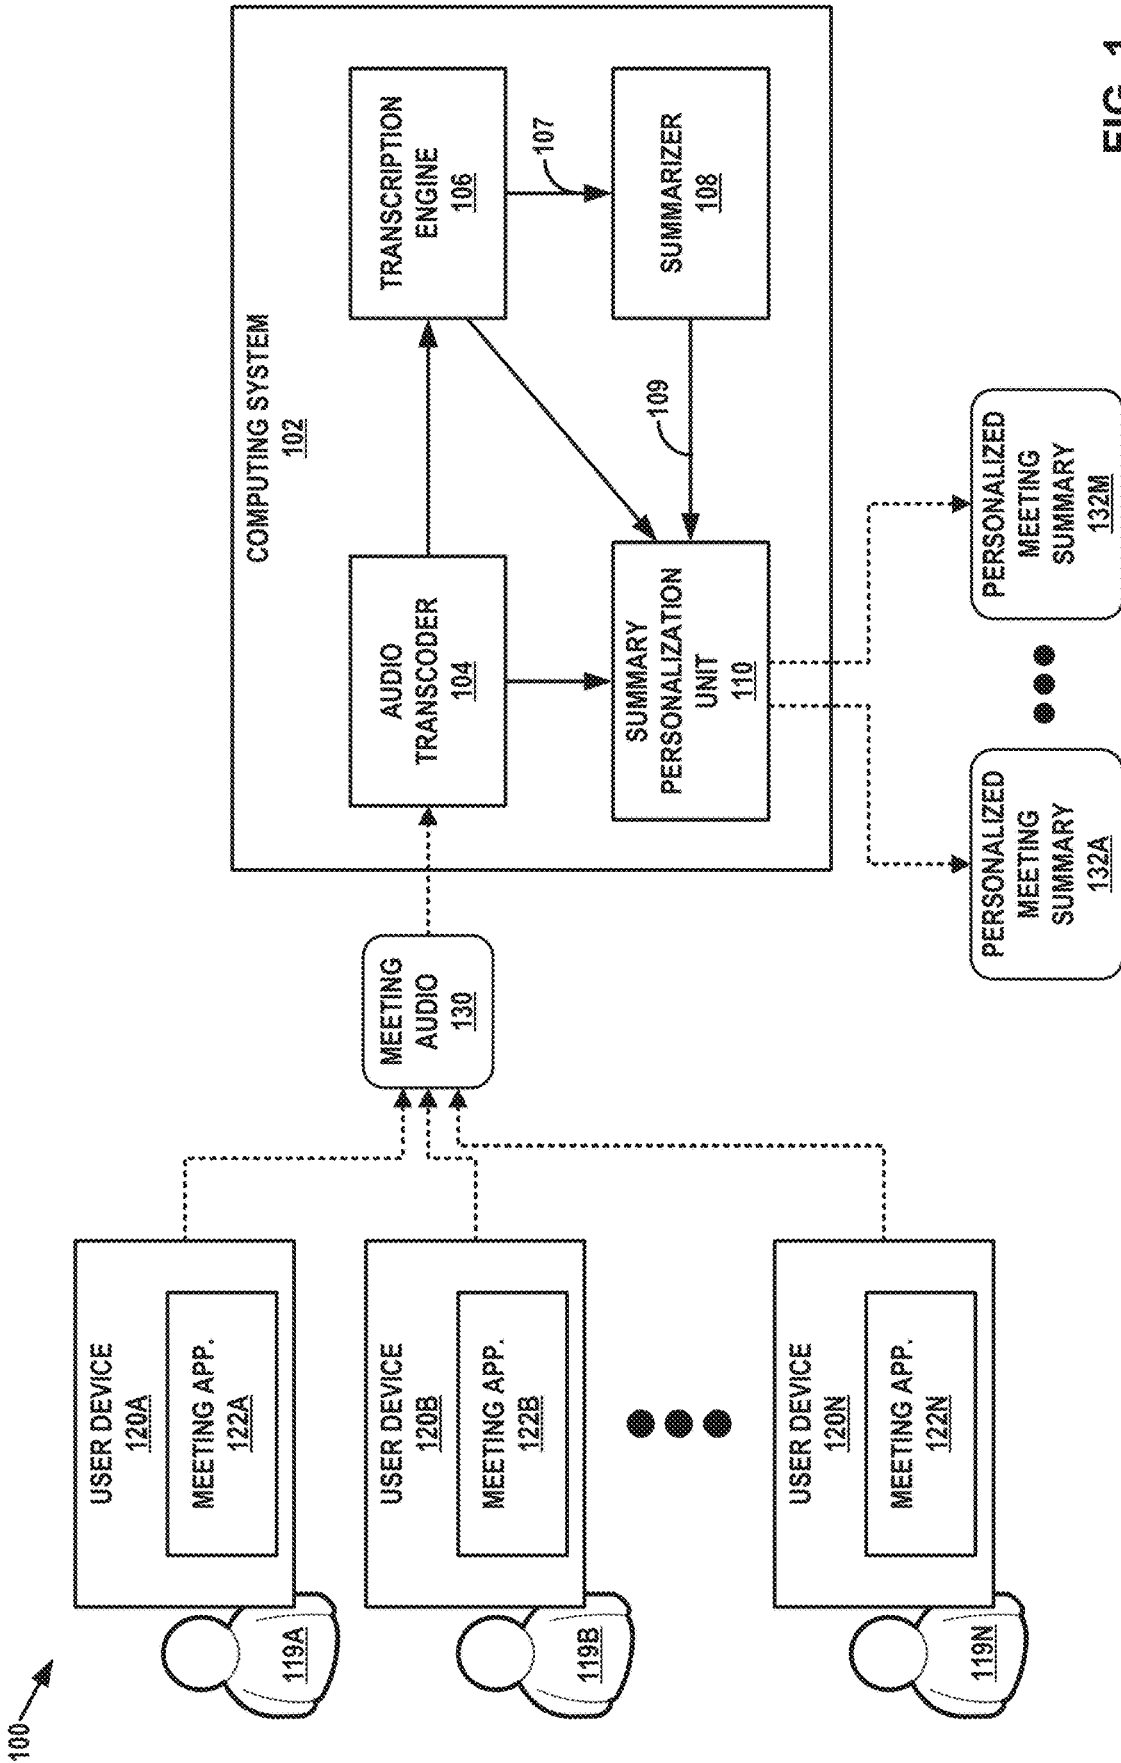 100
119A
USER DEVICE
120A
MEETING APP.
122A
119B
USER DEVICE
120B
MEETING APP.
122B
119N
USER DEVICE
120N
MEETING APP.
122N
MEETING
AUDIO
130
COMPUTING SYSTEM
102
AUDIO
TRANSCODER
104
TRANSCRIPTION
ENGINE
106
107
SUMMARY
PERSONALIZATION
UNIT
110
109
SUMMARIZER
108
PERSONALIZED
MEETING
SUMMARY
132A
PERSONALIZED
MEETING
SUMMARY
132M
FIG. 1